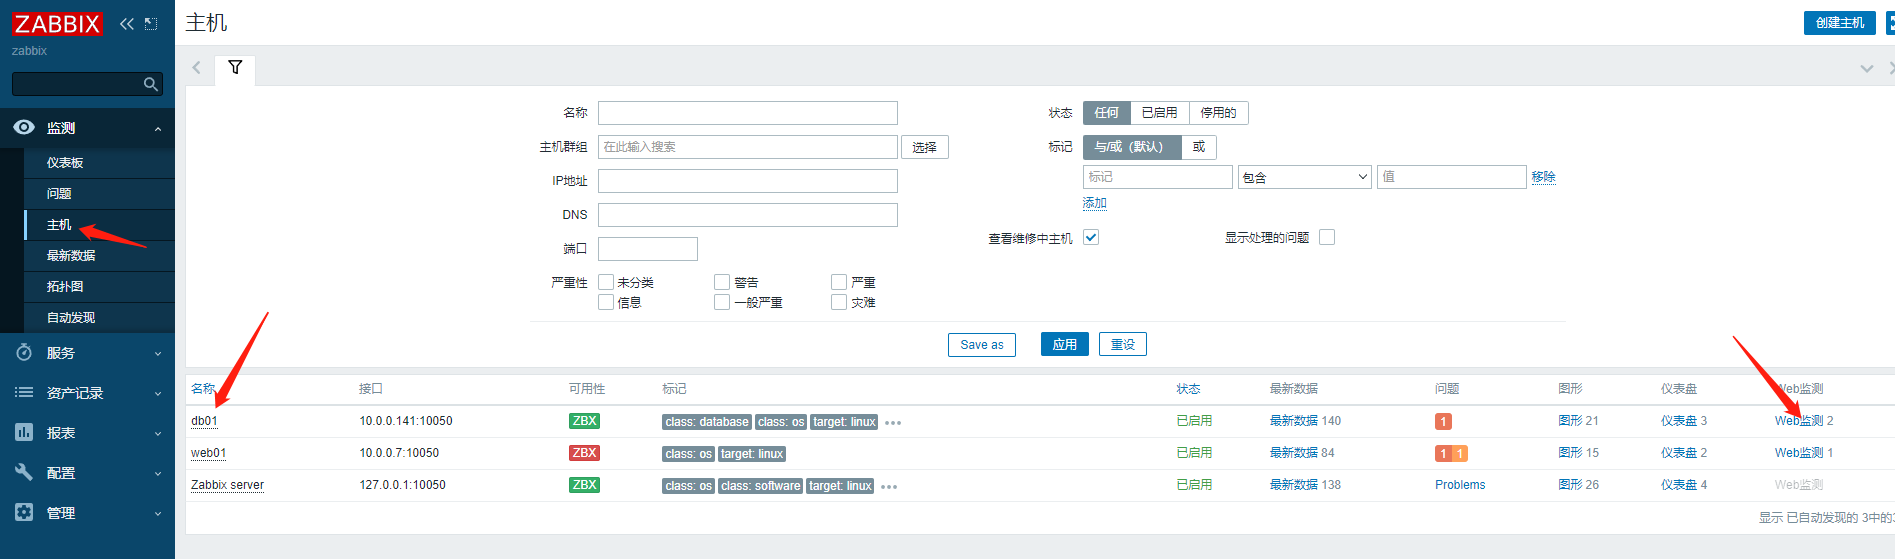 ZABBIX
zabbix
监测
仪表板
问题
主机
最新数据
拓扑图
自动发现
服务
资产记录
报表
配置
管理
主机
创建主机
名称
主机群组 在此输入搜索 选择
IP地址
DNS
端口
严重性 未分类 警告 严重
信息 一般严重 灾难
状态 任何 已启用 停用的
标记 与/或（默认） 或
标记 包含 值 移除
添加
查看维修中主机 显示处理的问题
Save as 应用 重设
名称 接口 可用性 标记 状态 最新数据 问题 图形 仪表盘 Web监测
db01 10.0.0.141:10050 ZBX class: database class: os target: linux ••• 已启用 最新数据 140 1 图形 21 仪表盘 3 Web监测 2
web01 10.0.0.7:10050 ZBX class: os target: linux 已启用 最新数据 84 1 1 图形 15 仪表盘 2 Web监测 1
Zabbix server 127.0.0.1:10050 ZBX class: os class: software target: linux ••• 已启用 最新数据 138 Problems 图形 26 仪表盘 4 Web监测
显示 已自动发现的 3中的